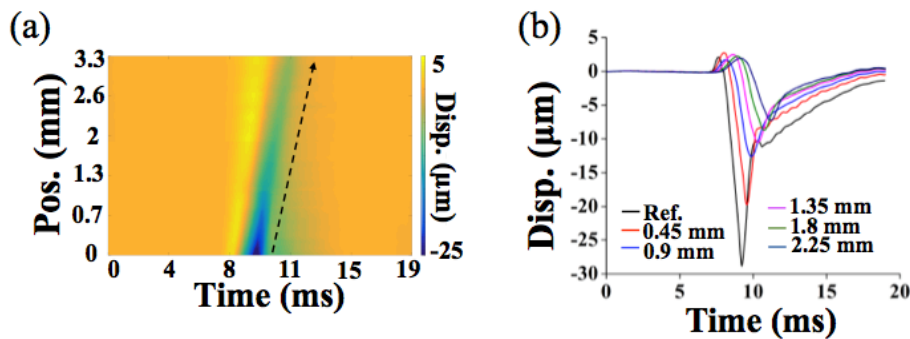 (a)
3.3
2.6
2
1.3
0.7
0
Pos. (mm)
0 4 8 11 15 19
Time (ms)
5
-25
Disp. (μm)
(b)
5
0
-5
-10
-15
-20
-25
-30
Disp. (μm)
Ref.
0.45 mm
0.9 mm
1.35 mm
1.8 mm
2.25 mm
0 5 10 15 20
Time (ms)